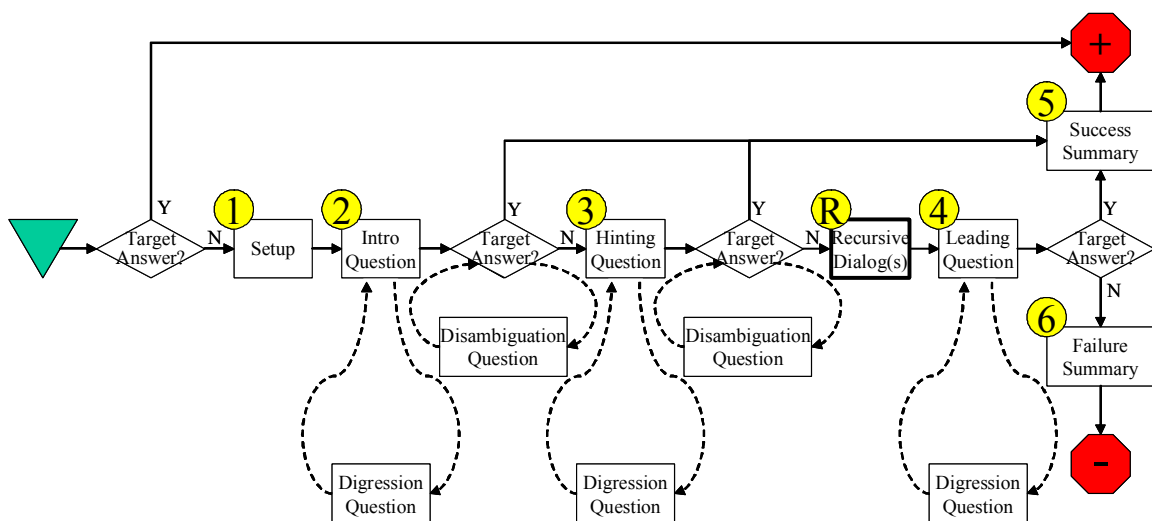 +
5
Success
Summary
Y
1
2
3
R
4
Y
Y
Y
Target
Answer?
N
Setup
Intro
Question
Target
Answer?
N
Hinting
Question
Target
Answer?
N
Recursive
Dialog(s)
Leading
Question
Target
Answer?
N
6
Failure
Summary
Disambiguation
Question
Disambiguation
Question
-
Digression
Question
Digression
Question
Digression
Question